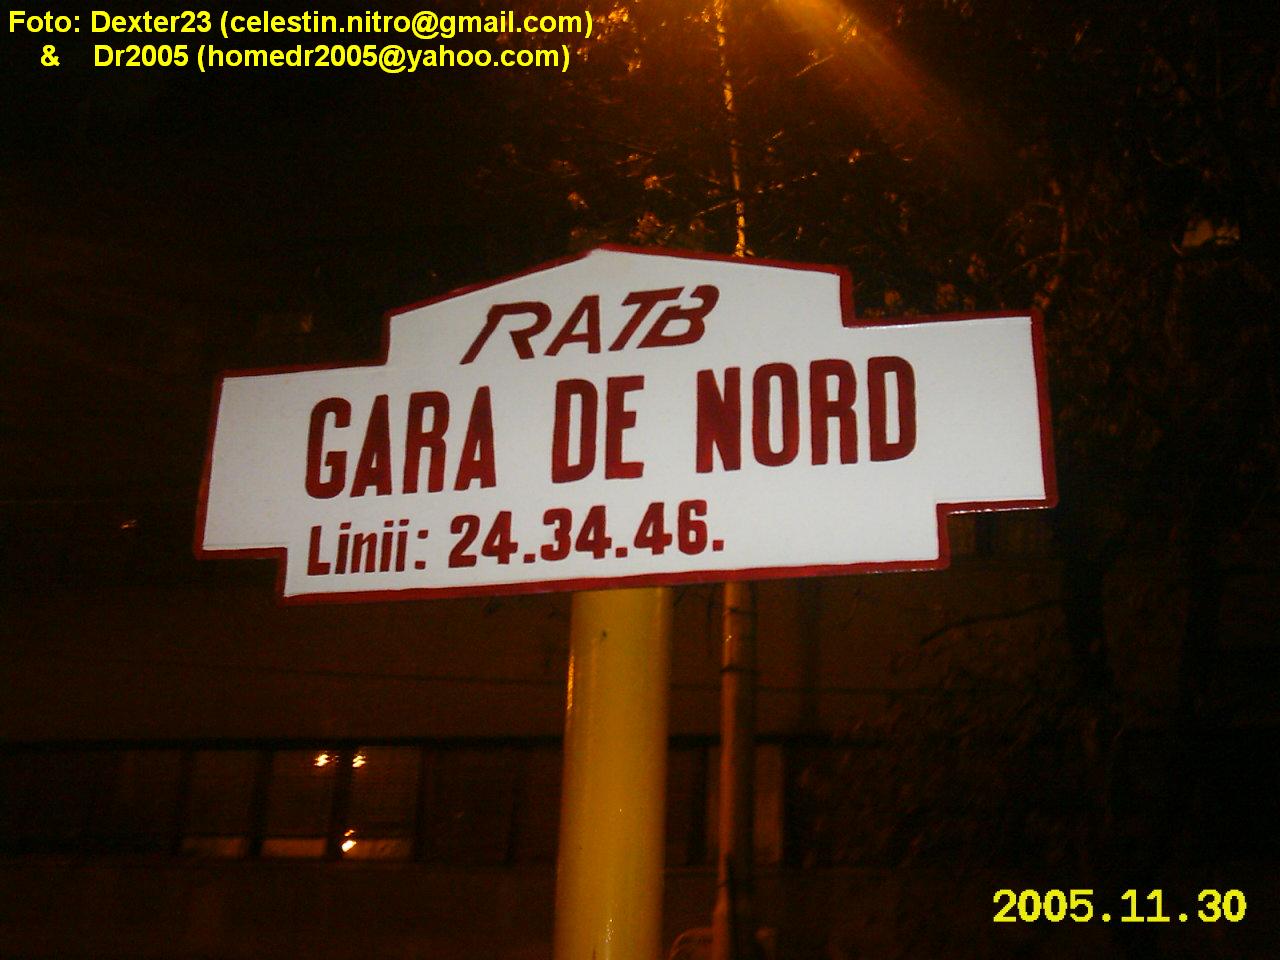 Foto: Dexter23 (celestin.nitro@gmail.com)
& Dr2005 (homedr2005@yahoo.com)
RATB
GARA DE NORD
Linii: 24.34.46.
2005.11.30